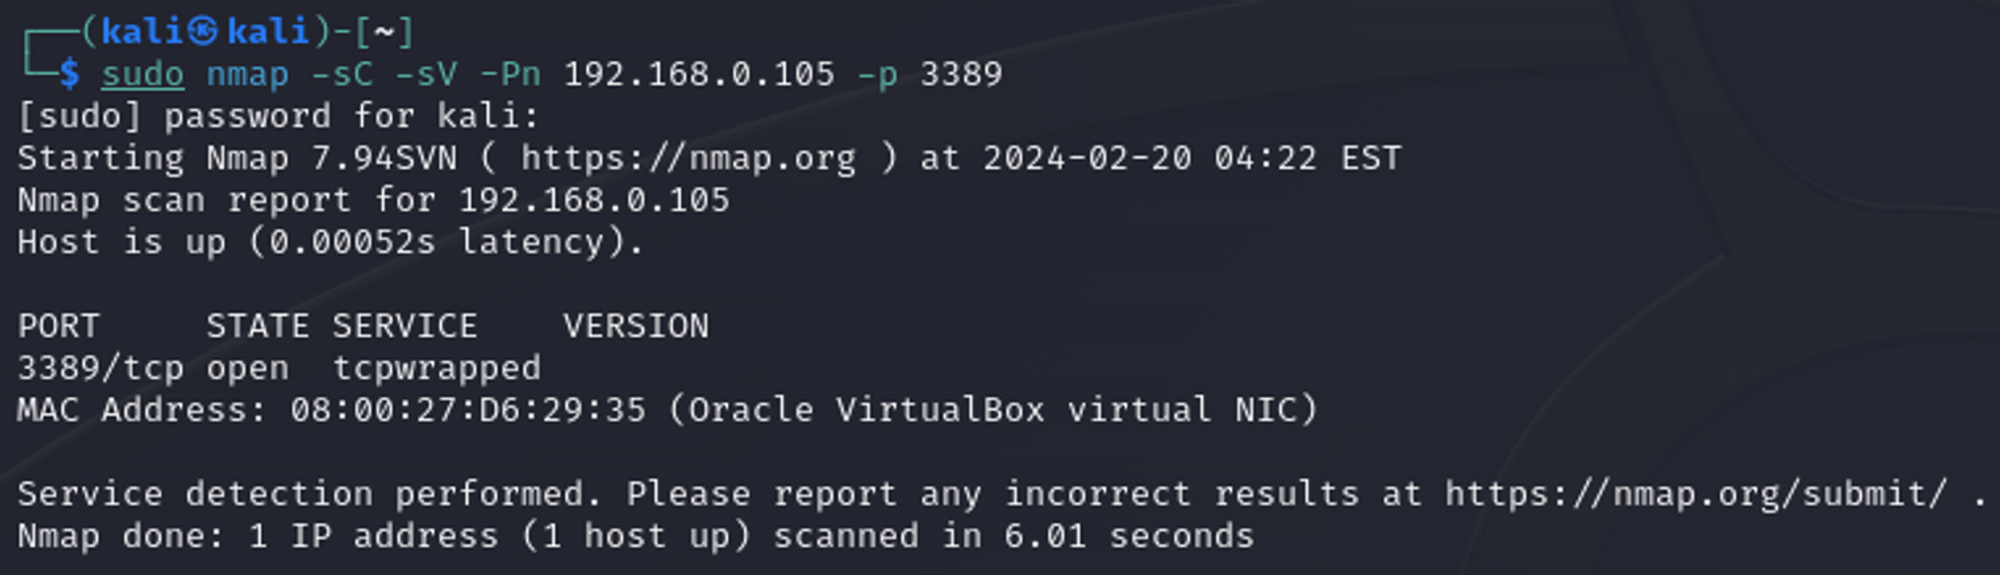 ┌──(kali㉿kali)-[~]
└─$ sudo nmap -sC -sV -Pn 192.168.0.105 -p 3389
[sudo] password for kali:
Starting Nmap 7.94SVN ( https://nmap.org ) at 2024-02-20 04:22 EST
Nmap scan report for 192.168.0.105
Host is up (0.00052s latency).

PORT     STATE SERVICE    VERSION
3389/tcp open  tcpwrapped
MAC Address: 08:00:27:D6:29:35 (Oracle VirtualBox virtual NIC)

Service detection performed. Please report any incorrect results at https://nmap.org/submit/ .
Nmap done: 1 IP address (1 host up) scanned in 6.01 seconds